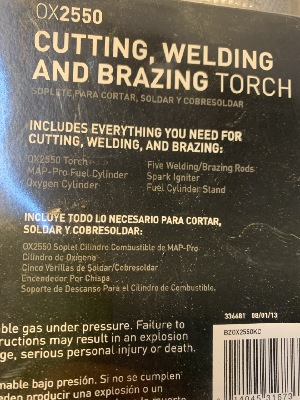 OX2550
CUTTING, WELDING
AND BRAZING TORCH
SOPLETE PARA CORTAR, SOLDAR Y COBRESOLDAR
INCLUDES EVERYTHING YOU NEED FOR
CUTTING, WELDING, AND BRAZING:
OX2550 Torch
MAP-Pro Fuel Cylinder
Oxygen Cylinder
Five Welding/Brazing Rods
Spark Igniter
Fuel Cylinder Stand
INCLUYE TODO LO NECESARIO PARA CORTAR,
SOLDAR Y COBRESOLDAR:
OX2550 Soplet Cilindro Combustible de MAP-Pro
Cilindro de Oxígeno
Cinco Varillas de Soldar/Cobresoldar
Encendedor Por Chispa
Soporte de Descanso Para el Cilindro de Combustible.
336481 08/01/13
BZOX2550KC
ble gas under pressure. Failure to
structions may result in an explosion
ge, serious personal injury or death.
mable bajo presión. Si no se cumplen
eden producir una explosión o un